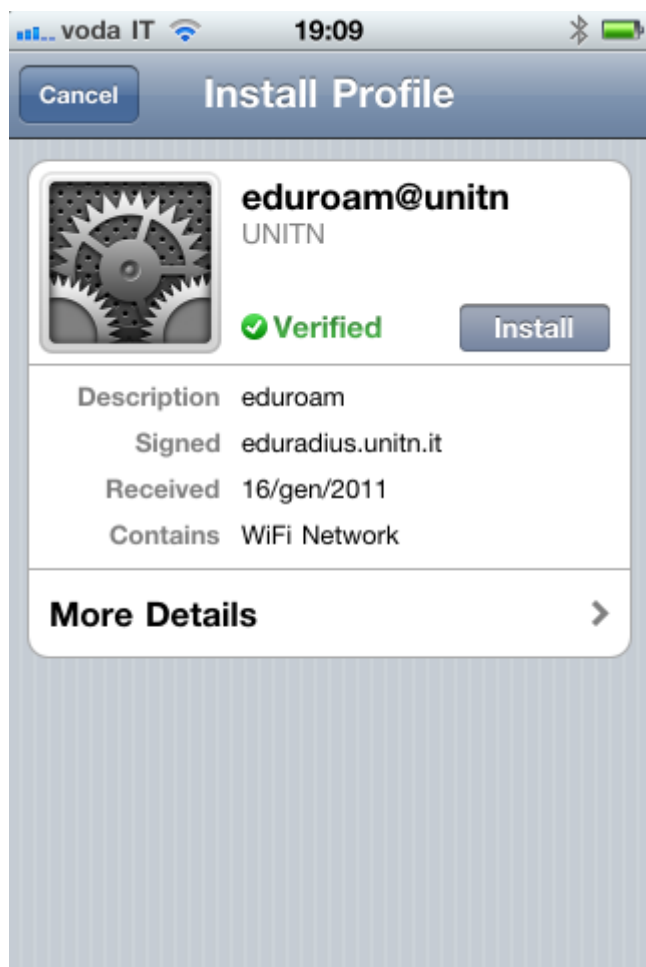 voda IT 19:09
Cancel Install Profile
eduroam@unitn
UNITN
Verified Install
Description eduroam
Signed eduradius.unitn.it
Received 16/gen/2011
Contains WiFi Network
More Details